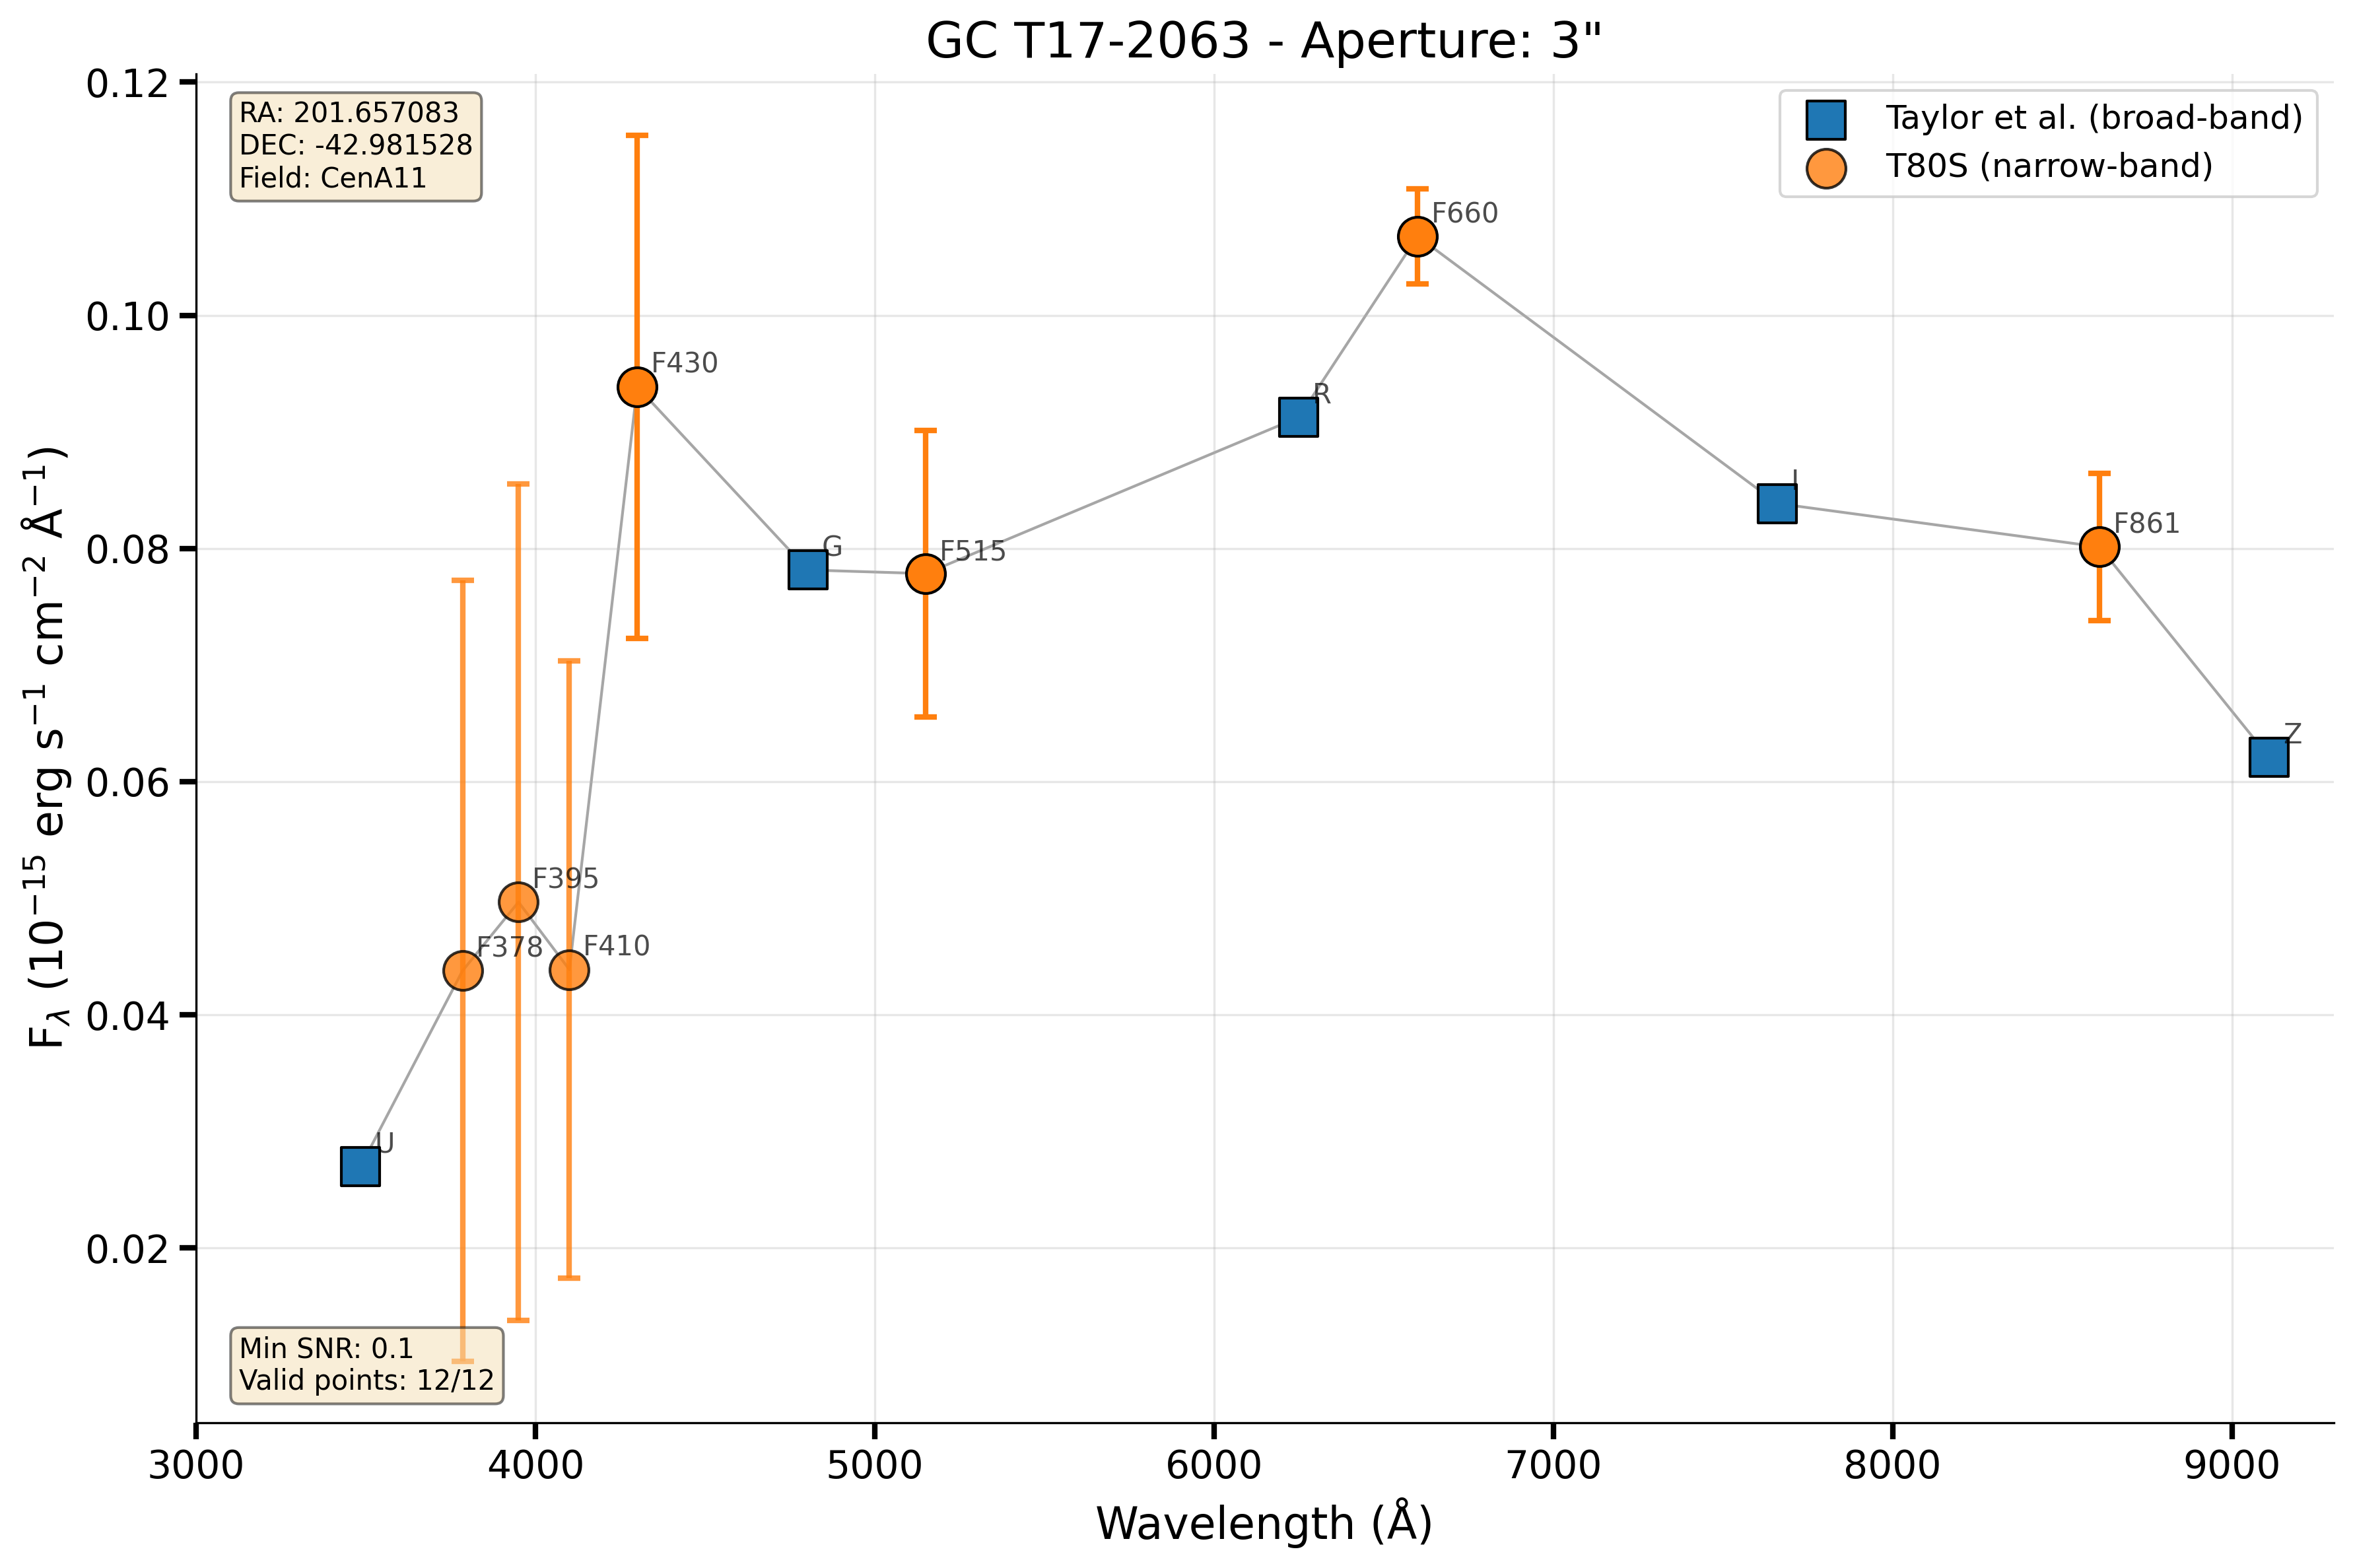 GC T17-2063 - Aperture: 3"
RA: 201.657083
DEC: -42.981528
Field: CenA11
Taylor et al. (broad-band)
T80S (narrow-band)
0.12
0.10
0.08
0.06
0.04
0.02
F660
F430
R
I
G
F515
F861
Z
F395
F378
F410
U
F_λ (10⁻¹⁵ erg s⁻¹ cm⁻² Å⁻¹)
Min SNR: 0.1
Valid points: 12/12
3000 4000 5000 6000 7000 8000 9000
Wavelength (Å)